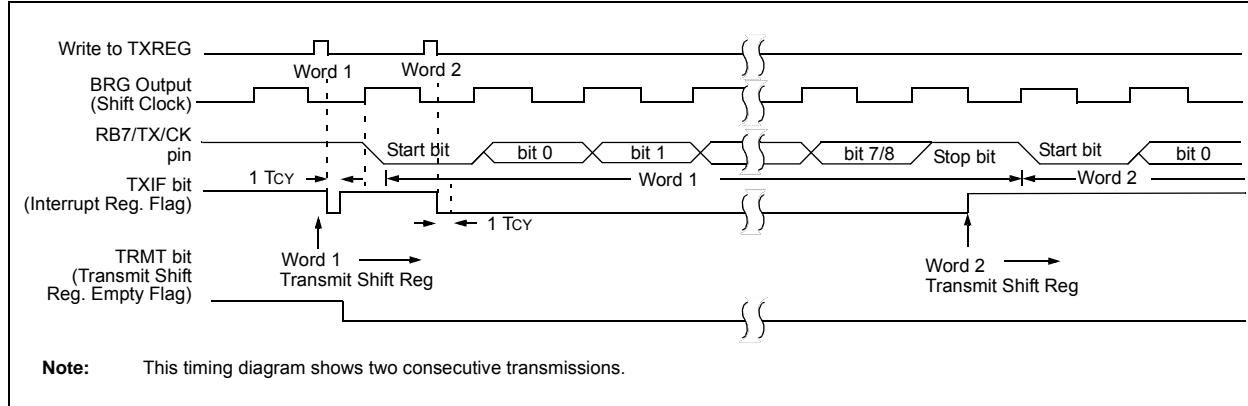 Write to TXREG
Word 1
Word 2
BRG Output
(Shift Clock)
RB7/TX/CK
pin
Start bit
bit 0
bit 1
bit 7/8
Stop bit
Start bit
bit 0
1 TCY
Word 1
Word 2
TXIF bit
(Interrupt Reg. Flag)
1 TCY
Word 1
Transmit Shift Reg
Word 2
Transmit Shift Reg
TRMT bit
(Transmit Shift
Reg. Empty Flag)
Note: This timing diagram shows two consecutive transmissions.